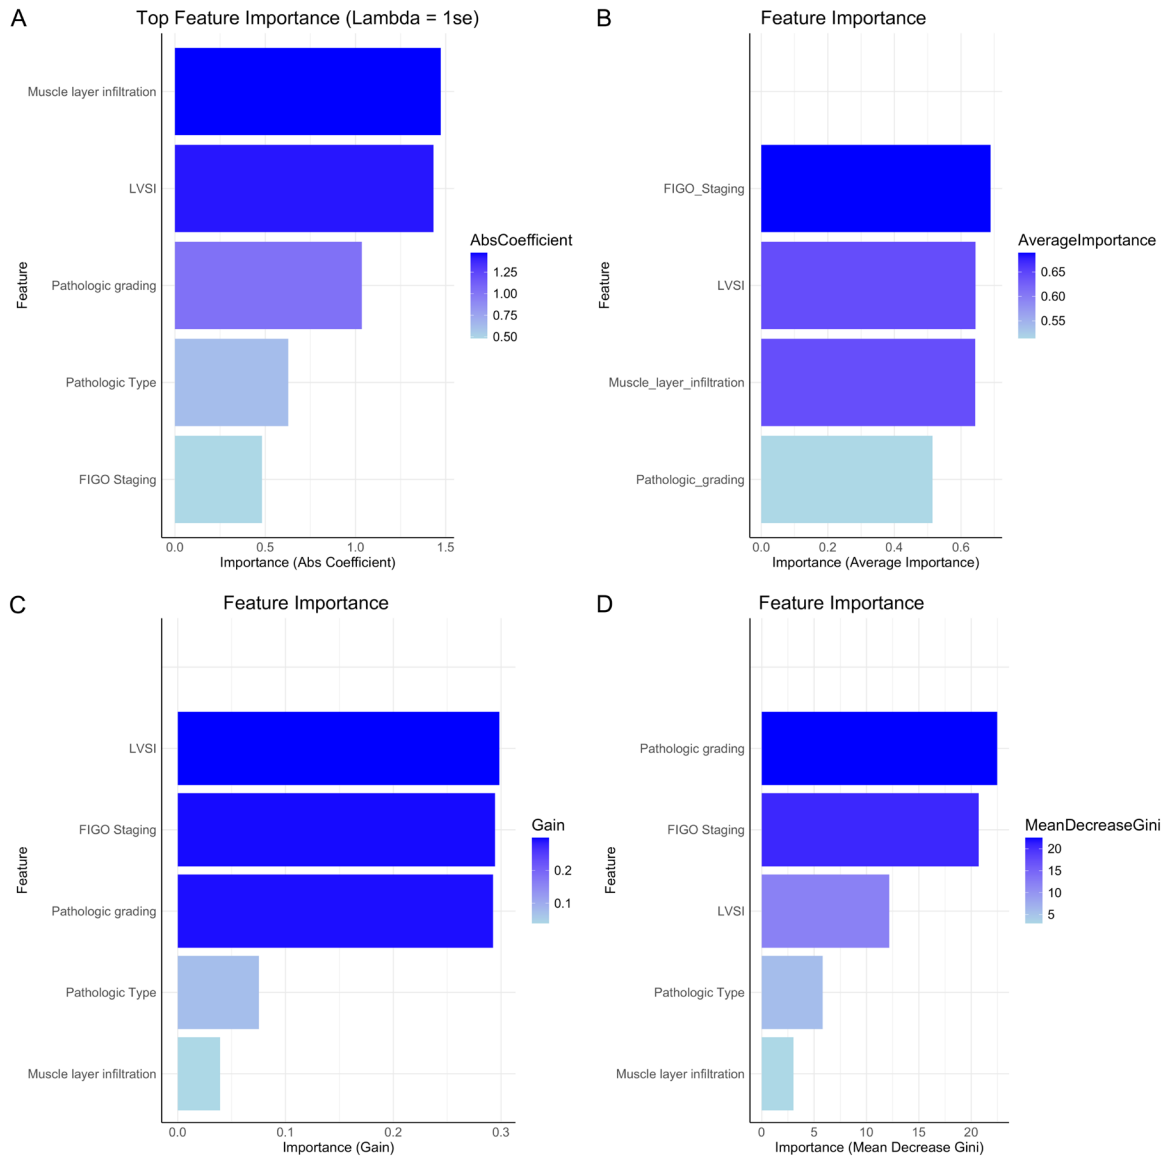 A
Top Feature Importance (Lambda = 1se)
Feature
Muscle layer infiltration
LVSI
Pathologic grading
Pathologic Type
FIGO Staging
0.0 0.5 1.0 1.5
Importance (Abs Coefficient)
AbsCoefficient
1.25
1.00
0.75
0.50
B
Feature Importance
Feature
FIGO_Staging
LVSI
Muscle_layer_infiltration
Pathologic_grading
0.0 0.2 0.4 0.6
Importance (Average Importance)
AverageImportance
0.65
0.60
0.55
C
Feature Importance
Feature
LVSI
FIGO Staging
Pathologic grading
Pathologic Type
Muscle layer infiltration
0.0 0.1 0.2 0.3
Importance (Gain)
Gain
0.2
0.1
D
Feature Importance
Feature
Pathologic grading
FIGO Staging
LVSI
Pathologic Type
Muscle layer infiltration
0 5 10 15 20
Importance (Mean Decrease Gini)
MeanDecreaseGini
20
15
10
5